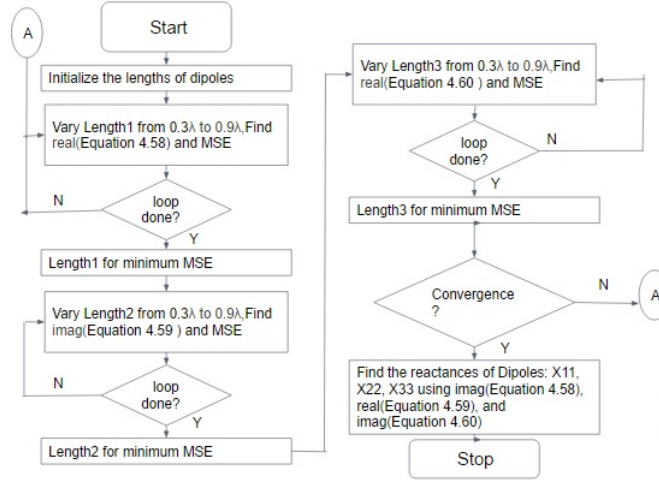 A
Start
Initialize the lengths of dipoles
Vary Length1 from 0.3λ to 0.9λ,Find
real(Equation 4.58) and MSE
N
loop
done?
Y
Length1 for minimum MSE
Vary Length2 from 0.3λ to 0.9λ,Find
imag(Equation 4.59 ) and MSE
N
loop
done?
Y
Length2 for minimum MSE
Vary Length3 from 0.3λ to 0.9λ,Find
real(Equation 4.60 ) and MSE
loop
done?
N
Y
Length3 for minimum MSE
Convergence
?
N
A
Y
Find the reactances of Dipoles: X11,
X22, X33 using imag(Equation 4.58),
real(Equation 4.59), and
imag(Equation 4.60)
Stop